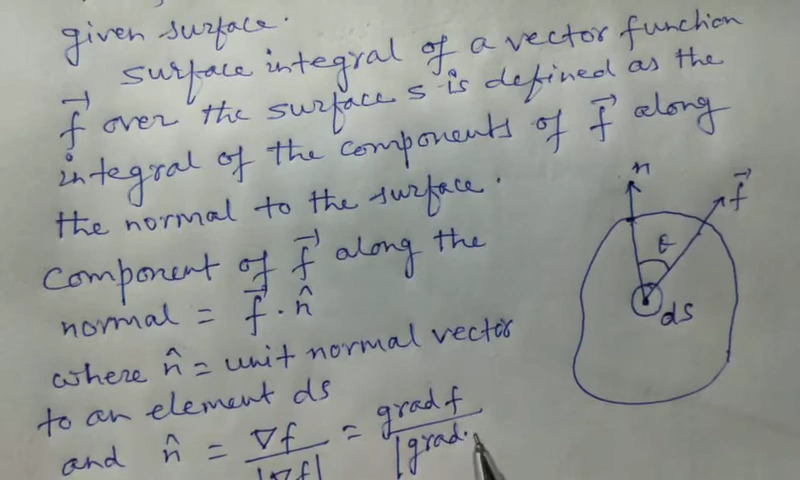 given surface.
surface integral of a vector function
f⃗ over the surface s is defined as the
integral of the components of f⃗ along
the normal to the surface.
component of f⃗ along the
normal = f⃗ · n̂
where n̂ = unit normal vector
to an element ds
and n̂ = ∇f / |∇f| = grad f / |grad.
n
f⃗
θ
ds